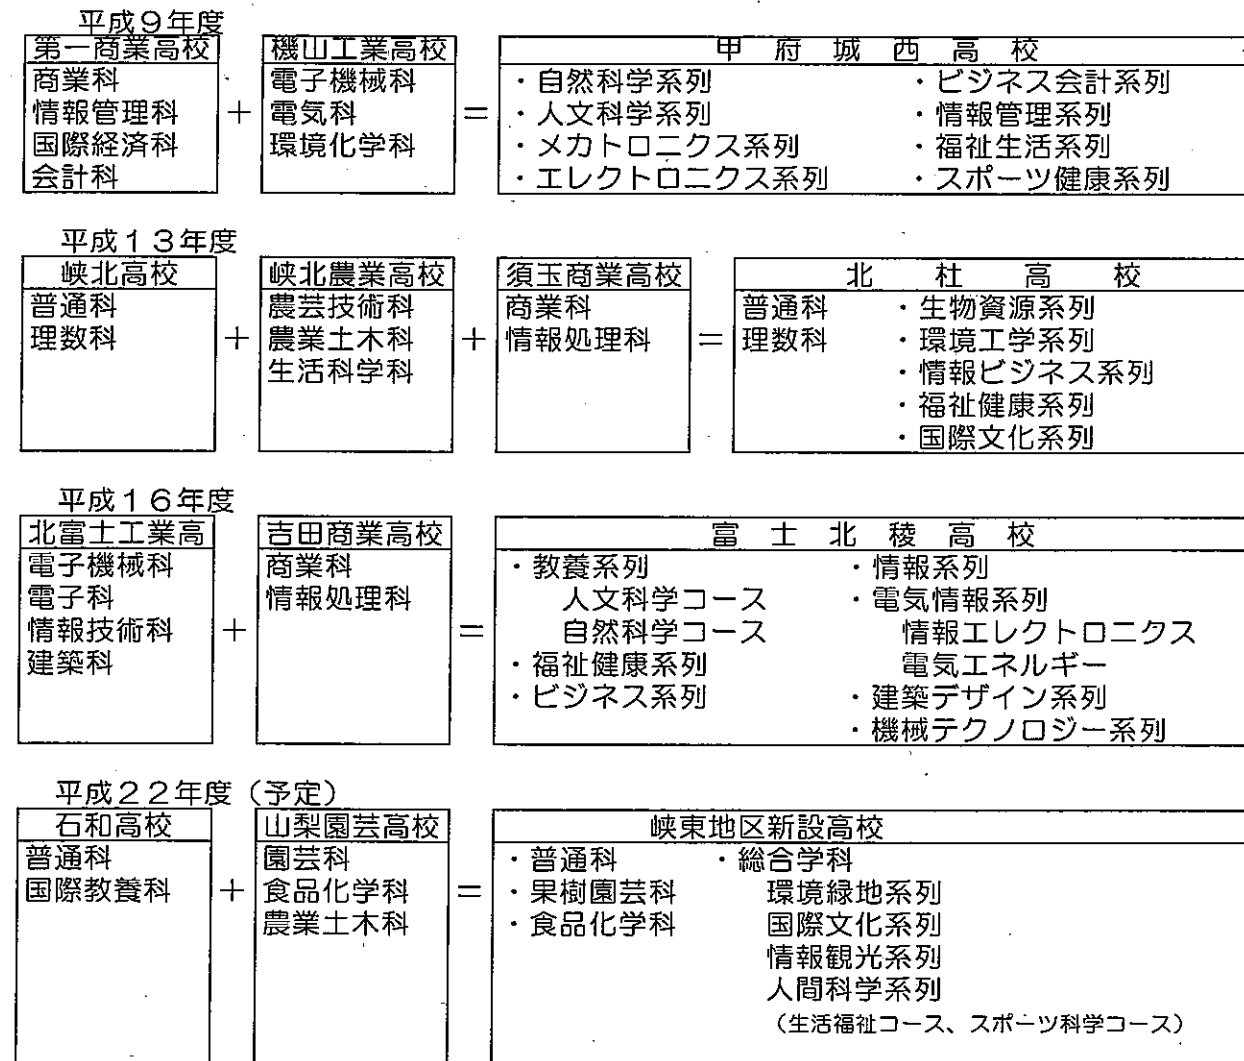 平成9年度
第一商業高校
商業科
情報管理科
国際経済科
会計科
+
機山工業高校
電子機械科
電気科
環境化学科
=
甲府城西高校
・自然科学系列
・人文科学系列
・メカトロニクス系列
・エレクトロニクス系列
・ビジネス会計系列
・情報管理系列
・福祉生活系列
・スポーツ健康系列
平成13年度
峡北高校
普通科
理数科
+
峡北農業高校
農芸技術科
農業土木科
生活科学科
+
須玉商業高校
商業科
情報処理科
=
北杜高校
普通科
理数科
・生物資源系列
・環境工学系列
・情報ビジネス系列
・福祉健康系列
・国際文化系列
平成16年度
北富士工業高
電子機械科
電子科
情報技術科
建築科
+
吉田商業高校
商業科
情報処理科
=
富士北稜高校
・教養系列
人文科学コース
自然科学コース
・福祉健康系列
・ビジネス系列
・情報系列
・電気情報系列
情報エレクトロニクス
電気エネルギー
・建築デザイン系列
・機械テクノロジー系列
平成22年度(予定)
石和高校
普通科
国際教養科
+
山梨園芸高校
園芸科
食品化学科
農業土木科
=
峡東地区新設高校
・普通科
・果樹園芸科
・食品化学科
・総合学科
環境緑地系列
国際文化系列
情報観光系列
人間科学系列
(生活福祉コース、スポーツ科学コース)